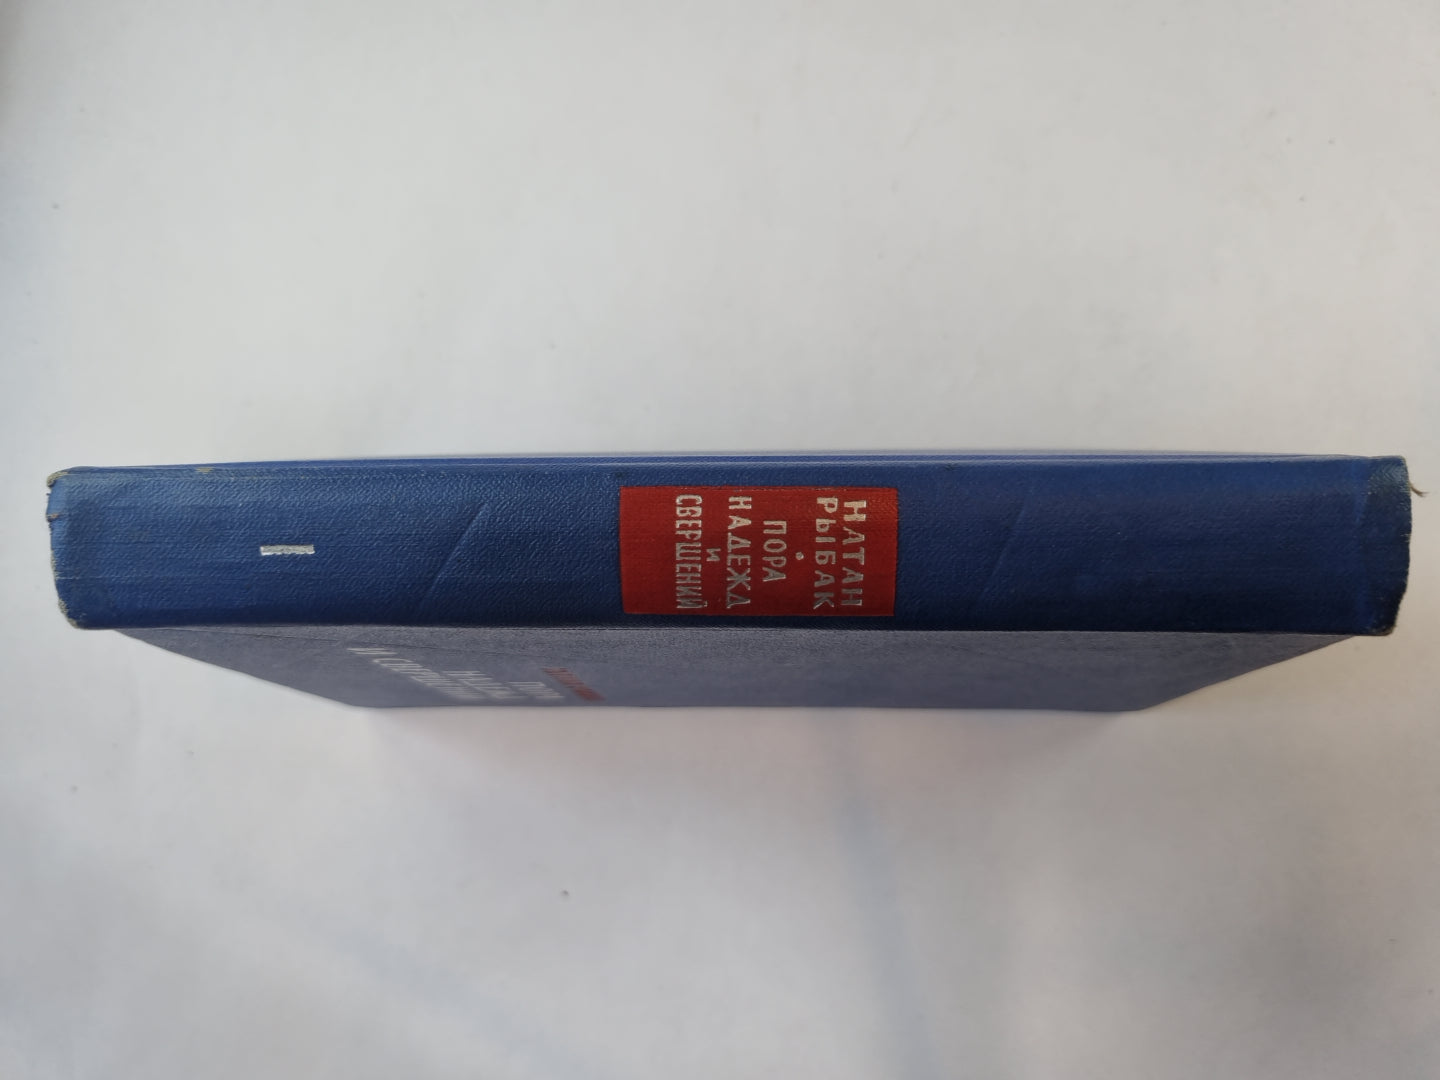 НАТАН
РЫБАК
•
ПОРА
НАДЕЖД
И
СВЕРШЕНИЙ
I